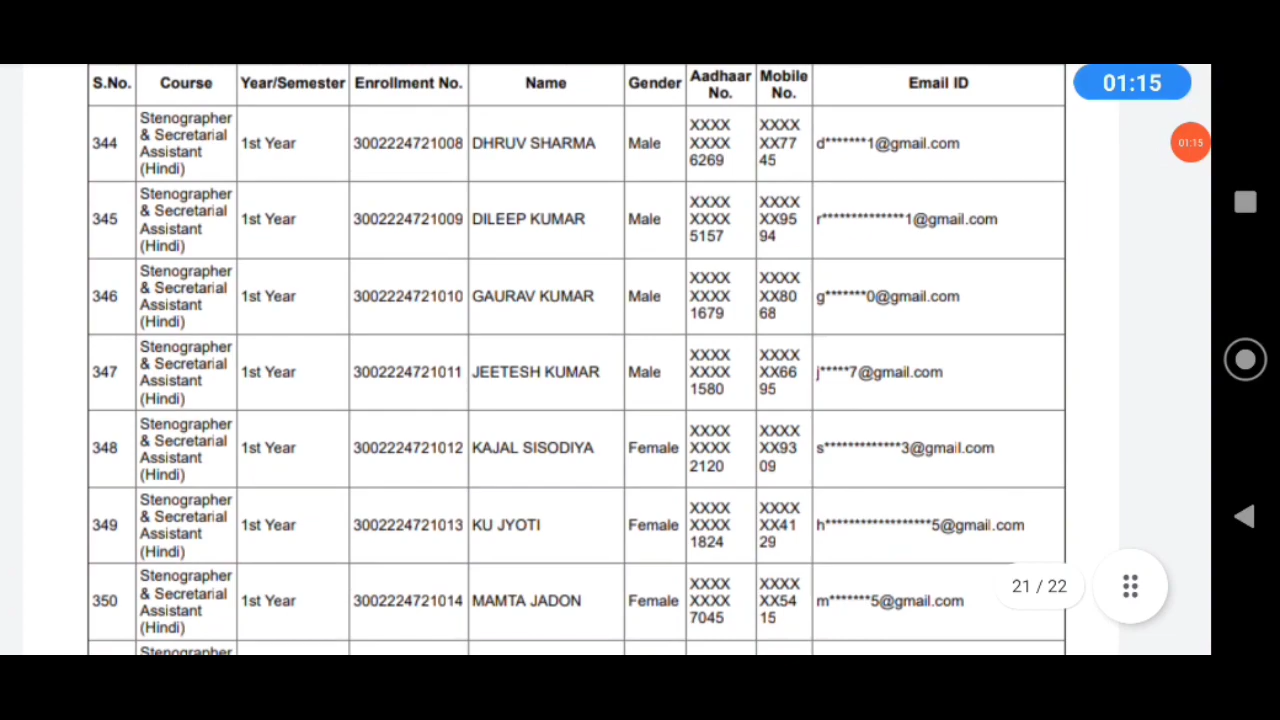 S.No. Course Year/Semester Enrollment No. Name Gender Aadhaar No. Mobile No. Email ID
344 Stenographer & Secretarial Assistant (Hindi) 1st Year 3002224721008 DHRUV SHARMA Male XXXX XXXX 6269 XXXX XX77 45 d*******1@gmail.com
345 Stenographer & Secretarial Assistant (Hindi) 1st Year 3002224721009 DILEEP KUMAR Male XXXX XXXX 5157 XXXX XX95 94 r**************1@gmail.com
346 Stenographer & Secretarial Assistant (Hindi) 1st Year 3002224721010 GAURAV KUMAR Male XXXX XXXX 1679 XXXX XX80 68 g*******0@gmail.com
347 Stenographer & Secretarial Assistant (Hindi) 1st Year 3002224721011 JEETESH KUMAR Male XXXX XXXX 1580 XXXX XX66 95 j*****7@gmail.com
348 Stenographer & Secretarial Assistant (Hindi) 1st Year 3002224721012 KAJAL SISODIYA Female XXXX XXXX 2120 XXXX XX93 09 s*************3@gmail.com
349 Stenographer & Secretarial Assistant (Hindi) 1st Year 3002224721013 KU JYOTI Female XXXX XXXX 1824 XXXX XX41 29 h******************5@gmail.com
350 Stenographer & Secretarial Assistant (Hindi) 1st Year 3002224721014 MAMTA JADON Female XXXX XXXX 7045 XXXX XX54 15 m*******5@gmail.com
Stenographer
01:15
01:15
21 / 22